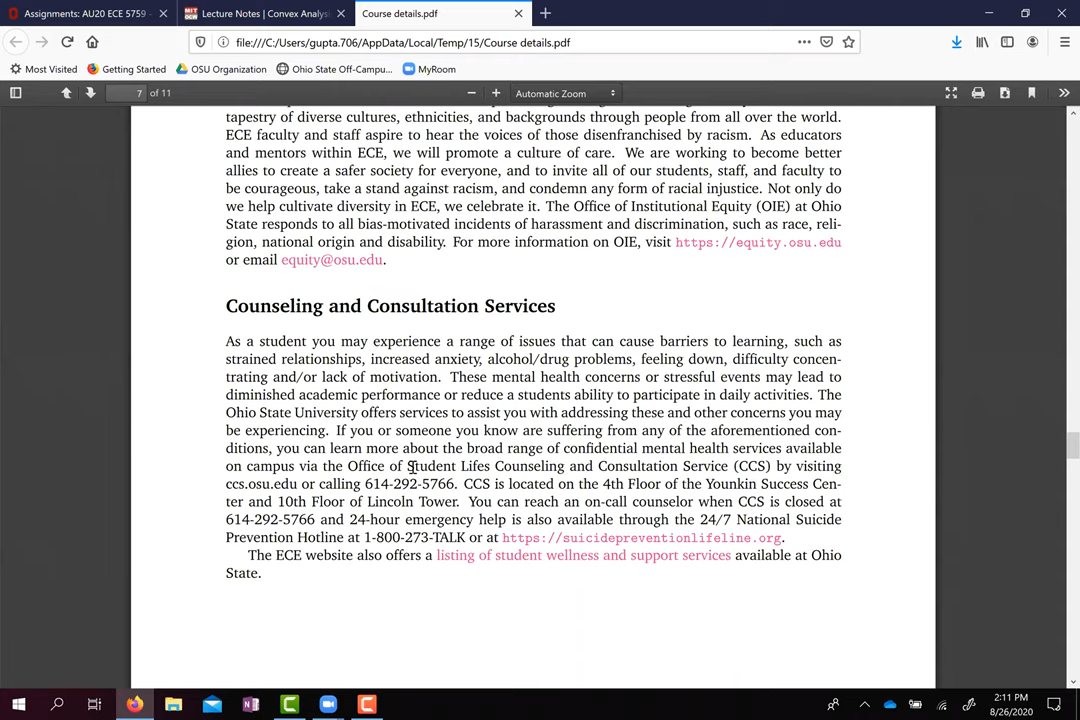 Assignments: AU20 ECE 5759 -
Lecture Notes | Convex Analysi
Course details.pdf
file:///C:/Users/gupta.706/AppData/Local/Temp/15/Course details.pdf
Most Visited
Getting Started
OSU Organization
Ohio State Off-Campu...
MyRoom
7
of 11
Automatic Zoom
tapestry of diverse cultures, ethnicities, and backgrounds through people from all over the world.
ECE faculty and staff aspire to hear the voices of those disenfranchised by racism. As educators
and mentors within ECE, we will promote a culture of care. We are working to become better
allies to create a safer society for everyone, and to invite all of our students, staff, and faculty to
be courageous, take a stand against racism, and condemn any form of racial injustice. Not only do
we help cultivate diversity in ECE, we celebrate it. The Office of Institutional Equity (OIE) at Ohio
State responds to all bias-motivated incidents of harassment and discrimination, such as race, reli-
gion, national origin and disability. For more information on OIE, visit https://equity.osu.edu
or email equity@osu.edu.
Counseling and Consultation Services
As a student you may experience a range of issues that can cause barriers to learning, such as
strained relationships, increased anxiety, alcohol/drug problems, feeling down, difficulty concen-
trating and/or lack of motivation. These mental health concerns or stressful events may lead to
diminished academic performance or reduce a students ability to participate in daily activities. The
Ohio State University offers services to assist you with addressing these and other concerns you may
be experiencing. If you or someone you know are suffering from any of the aforementioned con-
ditions, you can learn more about the broad range of confidential mental health services available
on campus via the Office of Student Lifes Counseling and Consultation Service (CCS) by visiting
ccs.osu.edu or calling 614-292-5766. CCS is located on the 4th Floor of the Younkin Success Cen-
ter and 10th Floor of Lincoln Tower. You can reach an on-call counselor when CCS is closed at
614-292-5766 and 24-hour emergency help is also available through the 24/7 National Suicide
Prevention Hotline at 1-800-273-TALK or at https://suicidepreventionlifeline.org.
The ECE website also offers a listing of student wellness and support services available at Ohio
State.
2:11 PM
8/26/2020